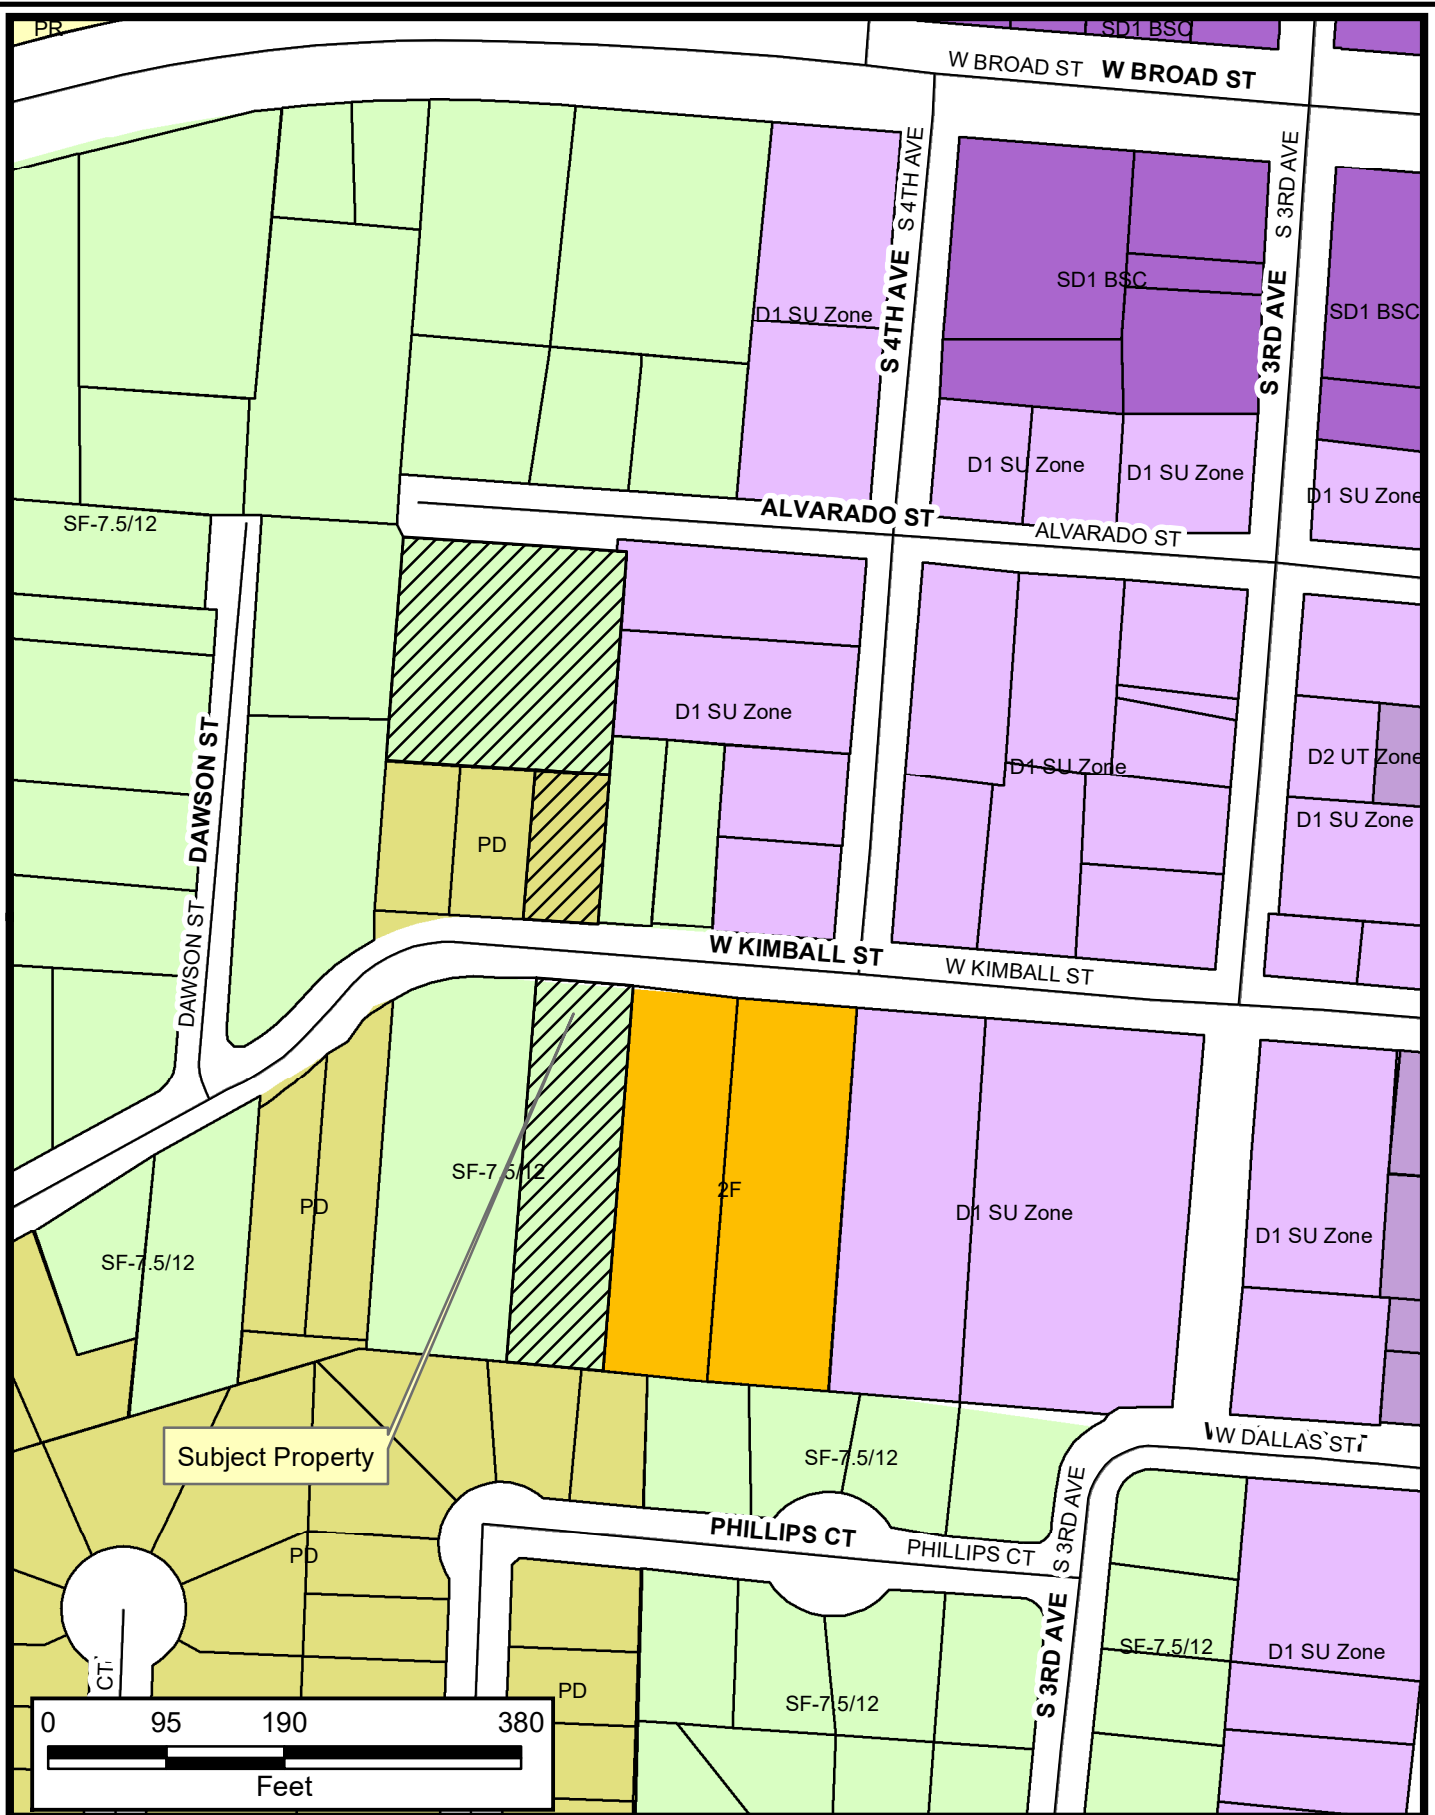 PR
SD1 BSC
W BROAD ST
W BROAD ST
S 4TH AVE
S 3RD AVE
SD1 BSC
D1 SU Zone
S 4TH AVE
S 3RD AVE
SD1 BSC
D1 SU Zone
D1 SU Zone
D1 SU Zone
SF-7.5/12
ALVARADO ST
ALVARADO ST
D1 SU Zone
D2 UT Zone
D1 SU Zone
D1 SU Zone
DAWSON ST
PD
W KIMBALL ST
W KIMBALL ST
DAWSON ST
SF-7.5/12
2F
PD
D1 SU Zone
D1 SU Zone
SF-7.5/12
Subject Property
SF-7.5/12
W DALLAS ST
S 3RD AVE
PHILLIPS CT
PHILLIPS CT
PD
S 3RD AVE
SF-7.5/12
D1 SU Zone
CT
PD
SF-7.5/12
0 95 190 380
Feet